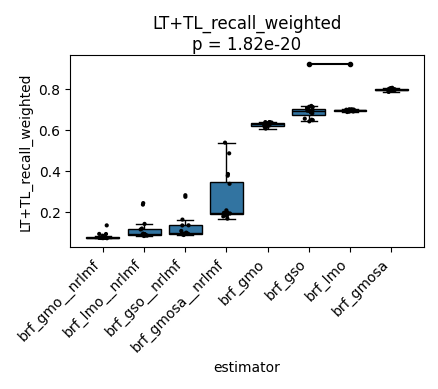 LT+TL_recall_weighted
p = 1.82e-20
LT+TL_recall_weighted
0.8
0.6
0.4
0.2
brf_gmo__nrlmf
brf_lmo__nrlmf
brf_gso__nrlmf
brf_gmosa__nrlmf
brf_gmo
brf_gso
brf_lmo
brf_gmosa
estimator